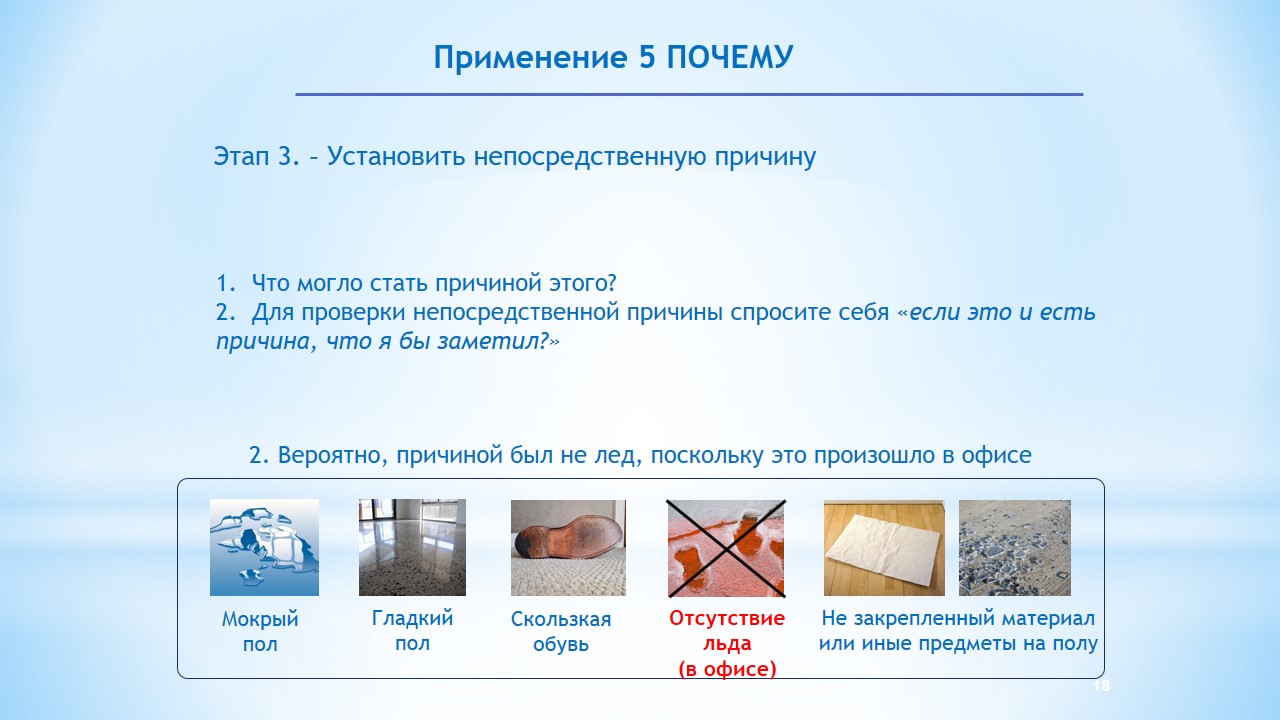 Применение 5 ПОЧЕМУ
Этап 3. – Установить непосредственную причину
1. Что могло стать причиной этого?
2. Для проверки непосредственной причины спросите себя «если это и есть
причина, что я бы заметил?»
2. Вероятно, причиной был не лед, поскольку это произошло в офисе
Мокрый
пол
Гладкий
пол
Скользкая
обувь
Отсутствие
льда
(в офисе)
Не закрепленный материал
или иные предметы на полу
18